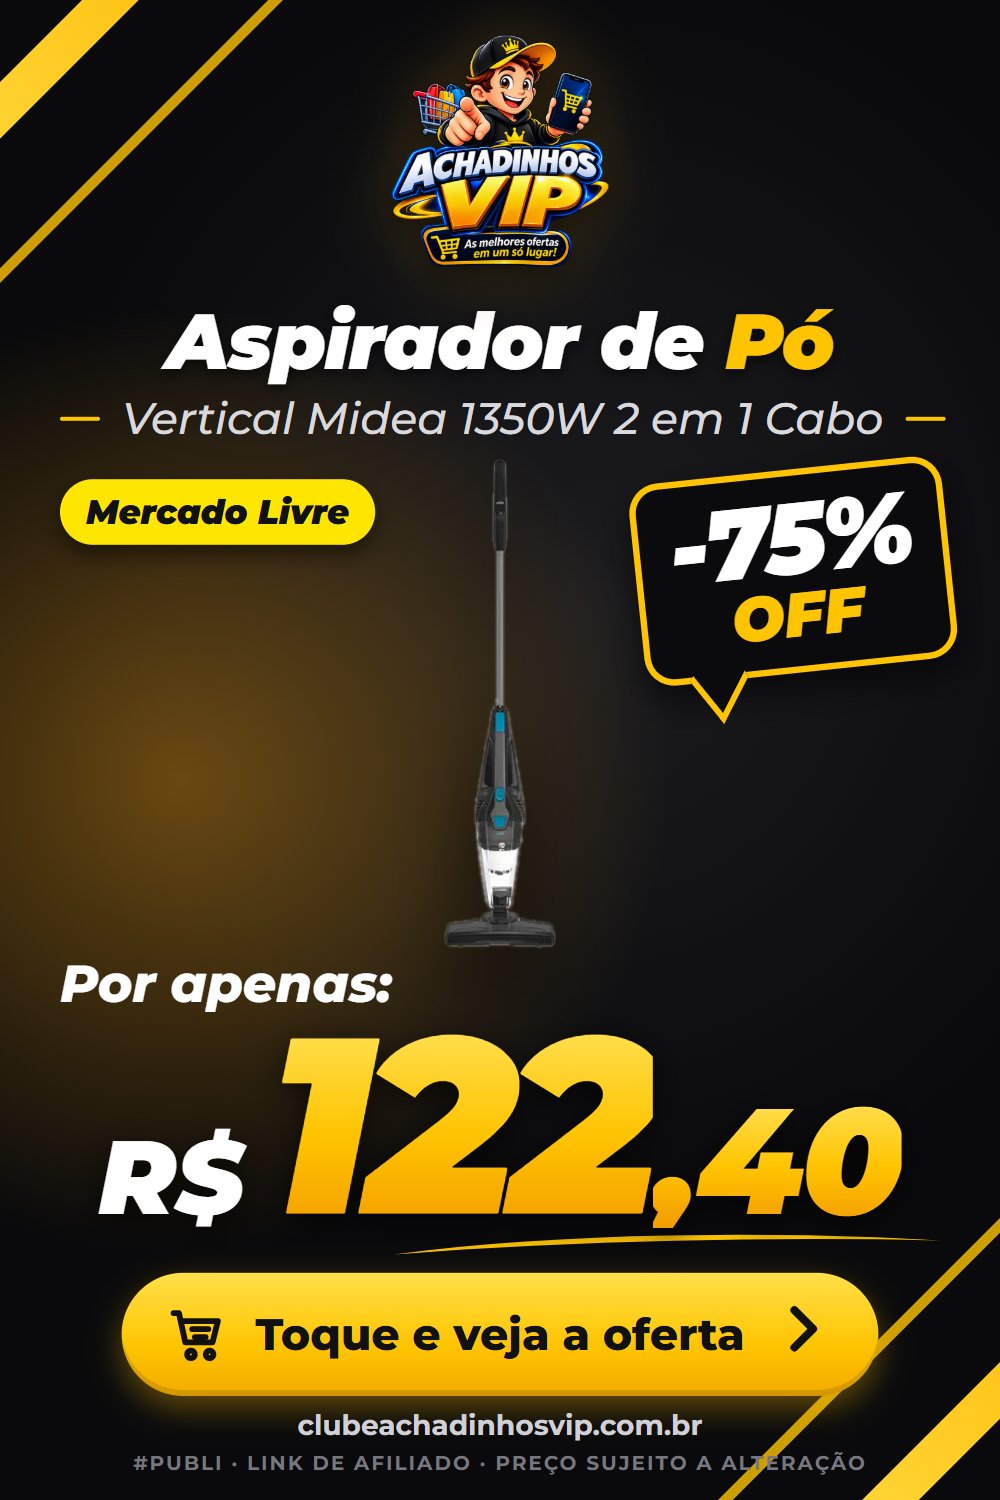 ACHADINHOS
VIP
As melhores ofertas
em um só lugar!
Aspirador de Pó
Vertical Midea 1350W 2 em 1 Cabo
Mercado Livre
-75%
OFF
Por apenas:
R$ 122,40
Toque e veja a oferta
clubeachadinhosvip.com.br
#PUBLI · LINK DE AFILIADO · PREÇO SUJEITO A ALTERAÇÃO